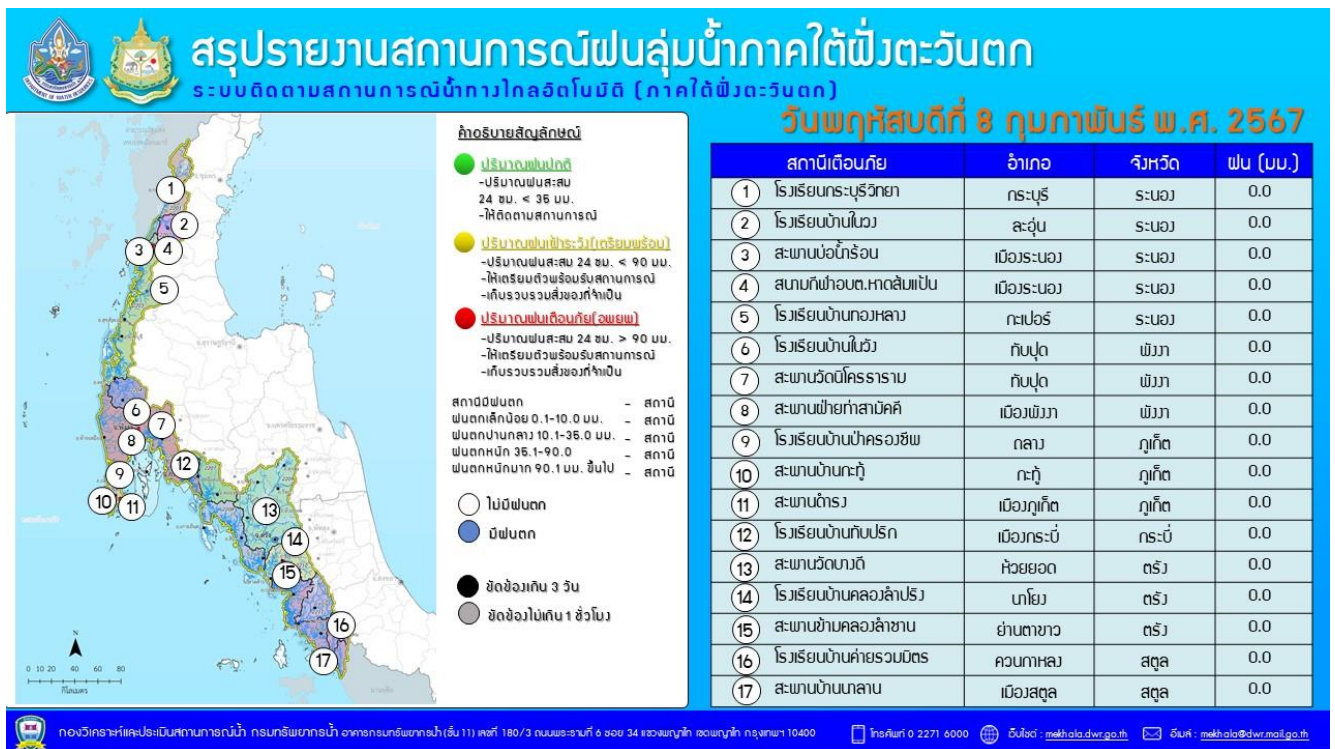 สรุปรายงานสถานการณ์ฝนลุ่มน้ำภาคใต้ฝั่งตะวันตก
ระบบติดตามสถานการณ์น้ำทางไกลอัตโนมัติ (ภาคใต้ฝั่งตะวันตก)
วันพฤหัสบดีที่ 8 กุมภาพันธ์ พ.ศ. 2567
1
2
3 4
5
6
7
8
9
12
10 11
13
14
15
16
17
N
0 10 20 40 60 80
กิโลเมตร
คำอธิบายสัญลักษณ์
ปริมาณฝนปกติ
-ปริมาณฝนสะสม
24 ชม. < 35 มม.
-ให้ติดตามสถานการณ์
ปริมาณฝนเฝ้าระวัง(เตรียมพร้อม)
-ปริมาณฝนสะสม 24 ชม. < 90 มม.
-ให้เตรียมตัวพร้อมรับสถานการณ์
-เก็บรวบรวมสิ่งของที่จำเป็น
ปริมาณฝนเตือนภัย(อพยพ)
-ปริมาณฝนสะสม 24 ชม. > 90 มม.
-ให้เตรียมตัวพร้อมรับสถานการณ์
-เก็บรวบรวมสิ่งของที่จำเป็น
สถานีมีฝนตก - สถานี
ฝนตกเล็กน้อย 0.1-10.0 มม. - สถานี
ฝนตกปานกลาง 10.1-35.0 มม. - สถานี
ฝนตกหนัก 35.1-90.0 - สถานี
ฝนตกหนักมาก 90.1 มม. ขึ้นไป - สถานี
ไม่มีฝนตก
มีฝนตก
ขัดข้องเกิน 3 วัน
ขัดข้องไม่เกิน 1 ชั่วโมง
สถานีเตือนภัย อำเภอ จังหวัด ฝน (มม.)
1 โรงเรียนกระบุรีวิทยา กระบุรี ระนอง 0.0
2 โรงเรียนบ้านในวง ละอุ่น ระนอง 0.0
3 สะพานบ่อน้ำร้อน เมืองระนอง ระนอง 0.0
4 สนามกีฬาอบต.หาดส้มแป้น เมืองระนอง ระนอง 0.0
5 โรงเรียนบ้านทองหลาง กะเปอร์ ระนอง 0.0
6 โรงเรียนบ้านในวัง ทับปุด พังงา 0.0
7 สะพานวัดนิโครธาราม ทับปุด พังงา 0.0
8 สะพานฝ่ายท่าสามัคคี เมืองพังงา พังงา 0.0
9 โรงเรียนบ้านป่าครองชีพ ถลาง ภูเก็ต 0.0
10 สะพานบ้านกะทู้ กะทู้ ภูเก็ต 0.0
11 สะพานดำรง เมืองภูเก็ต ภูเก็ต 0.0
12 โรงเรียนบ้านทับปริก เมืองกระบี่ กระบี่ 0.0
13 สะพานวัดบางดี ห้วยยอด ตรัง 0.0
14 โรงเรียนบ้านคลองลำปริง นาโยง ตรัง 0.0
15 สะพานข้ามคลองลำชาน ย่านตาขาว ตรัง 0.0
16 โรงเรียนบ้านค่ายรวมมิตร ควนกาหลง สตูล 0.0
17 สะพานบ้านนาลาน เมืองสตูล สตูล 0.0
กองวิเคราะห์และประเมินสถานการณ์น้ำ กรมทรัพยากรน้ำ อาคารกรมทรัพยากรน้ำ (ชั้น 11) เลขที่ 180/3 ถนนพระรามที่ 6 ซอย 34 แขวงพญาไท เขตพญาไท กรุงเทพฯ 10400 โทรศัพท์ 0 2271 6000 เว็บไซต์ : mekhala.dwr.go.th อีเมล์ : mekhala@dwr.mail.go.th